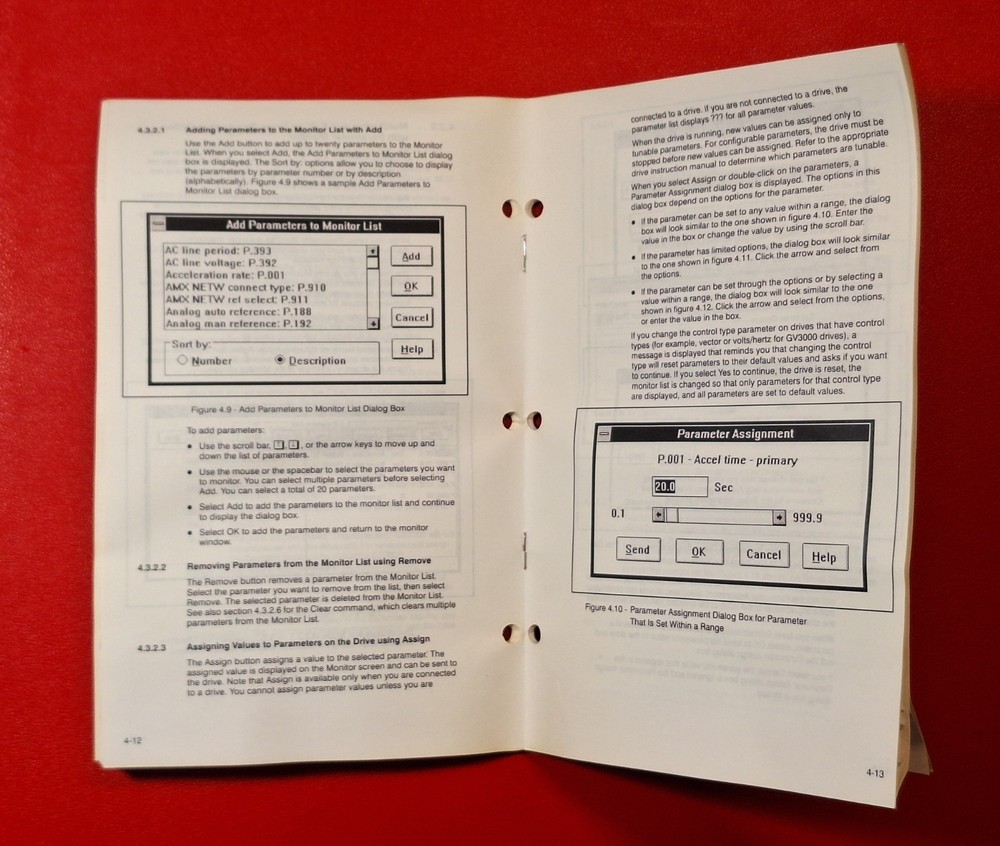 4.3.2.1 Adding Parameters to the Monitor List with Add
Use the Add button to add up to twenty parameters to the Monitor
List. When you select Add, the Add Parameters to Monitor List dialog
box is displayed. The Sort by: options allow you to choose to display
the parameters by parameter number or by description
(alphabetically). Figure 4.9 shows a sample Add Parameters to
Monitor List dialog box.
Add Parameters to Monitor List
AC line period: P.393
AC line voltage: P.392
Acceleration rate: P.001
AMX NETW connect type: P.910
AMX NETW ref select: P.911
Analog auto reference: P.188
Analog man reference: P.192
Add
OK
Cancel
Help
Sort by:
Number
Description
Figure 4.9 - Add Parameters to Monitor List Dialog Box
To add parameters:
• Use the scroll bar, ↑, ↓, or the arrow keys to move up and
down the list of parameters.
• Use the mouse or the spacebar to select the parameters you want
to monitor. You can select multiple parameters before selecting
Add. You can select a total of 20 parameters.
• Select Add to add the parameters to the monitor list and continue
to display the dialog box.
• Select OK to add the parameters and return to the monitor
window.
4.3.2.2 Removing Parameters from the Monitor List using Remove
The Remove button removes a parameter from the Monitor List.
Select the parameter you want to remove from the list, then select
Remove. The selected parameter is deleted from the Monitor List.
See also section 4.3.2.6 for the Clear command, which clears multiple
parameters from the Monitor List.
4.3.2.3 Assigning Values to Parameters on the Drive using Assign
The Assign button assigns a value to the selected parameter. The
assigned value is displayed on the Monitor screen and can be sent to
the drive. Note that Assign is available only when you are connected
to a drive. You cannot assign parameter values unless you are
4-12
connected to a drive. If you are not connected to a drive, the
parameter list displays ??? for all parameter values.
When the drive is running, new values can be assigned only to
tunable parameters. For configurable parameters, the drive must be
stopped before new values can be assigned. Refer to the appropriate
drive instruction manual to determine which parameters are tunable.
When you select Assign or double-click on the parameters, a
Parameter Assignment dialog box is displayed. The options in this
dialog box depend on the options for the parameter.
• If the parameter can be set to any value within a range, the dialog
box will look similar to the one shown in figure 4.10. Enter the
value in the box or change the value by using the scroll bar.
• If the parameter has limited options, the dialog box will look similar
to the one shown in figure 4.11. Click the arrow and select from
the options.
• If the parameter can be set through the options or by selecting a
value within a range, the dialog box will look similar to the one
shown in figure 4.12. Click the arrow and select from the options,
or enter the value in the box.
If you change the control type parameter on drives that have control
types (for example, vector or volts/hertz for GV3000 drives), a
message is displayed that reminds you that changing the control
type will reset parameters to their default values and asks if you want
to continue. If you select Yes to continue, the drive is reset, the
monitor list is changed so that only parameters for that control type
are displayed, and all parameters are set to default values.
Parameter Assignment
P.001 - Accel time - primary
20.0 Sec
0.1 999.9
Send OK Cancel Help
Figure 4.10 - Parameter Assignment Dialog Box for Parameter
That Is Set Within a Range
4-13